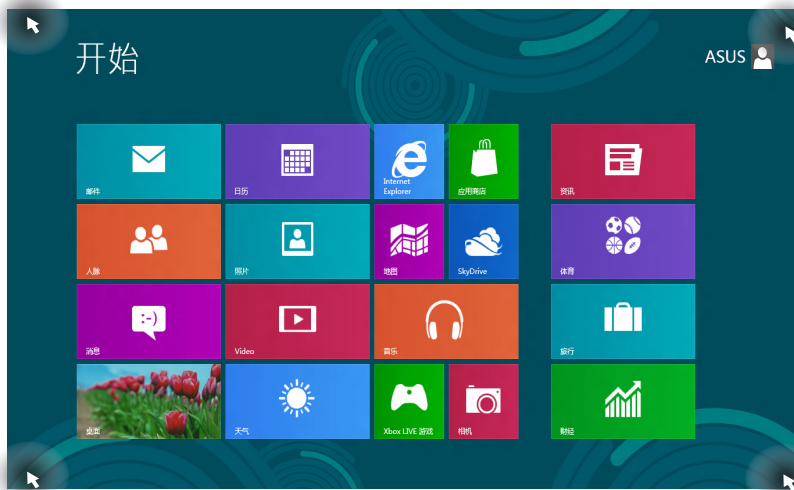 开始
ASUS
邮件
日历
Internet
Explorer
应用商店
资讯
人脉
照片
地图
SkyDrive
体育
消息
Video
音乐
旅行
桌面
天气
Xbox LIVE 游戏
相机
财经